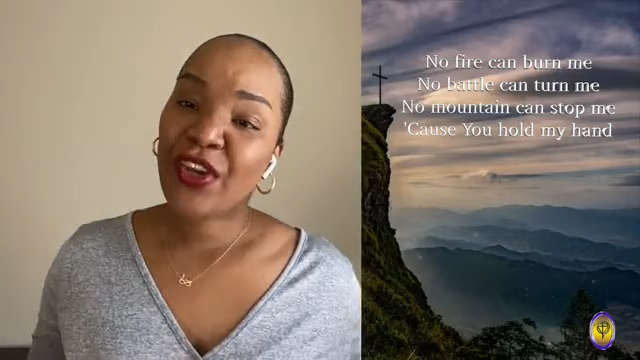 No fire can burn me
No battle can turn me
No mountain can stop me
'Cause You hold my hand